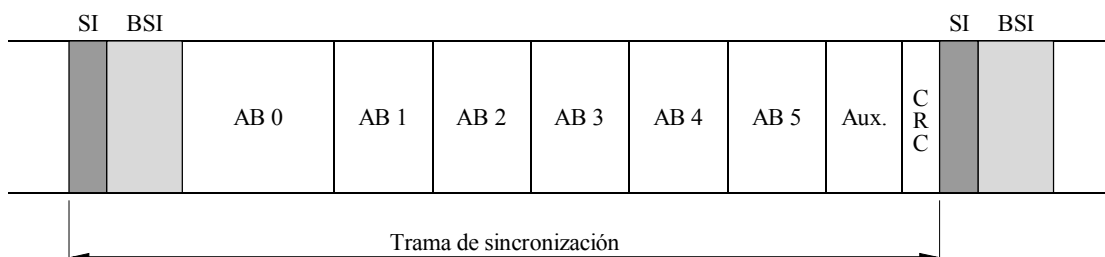 SI BSI SI BSI
AB 0 AB 1 AB 2 AB 3 AB 4 AB 5 Aux. CRC
Trama de sincronización